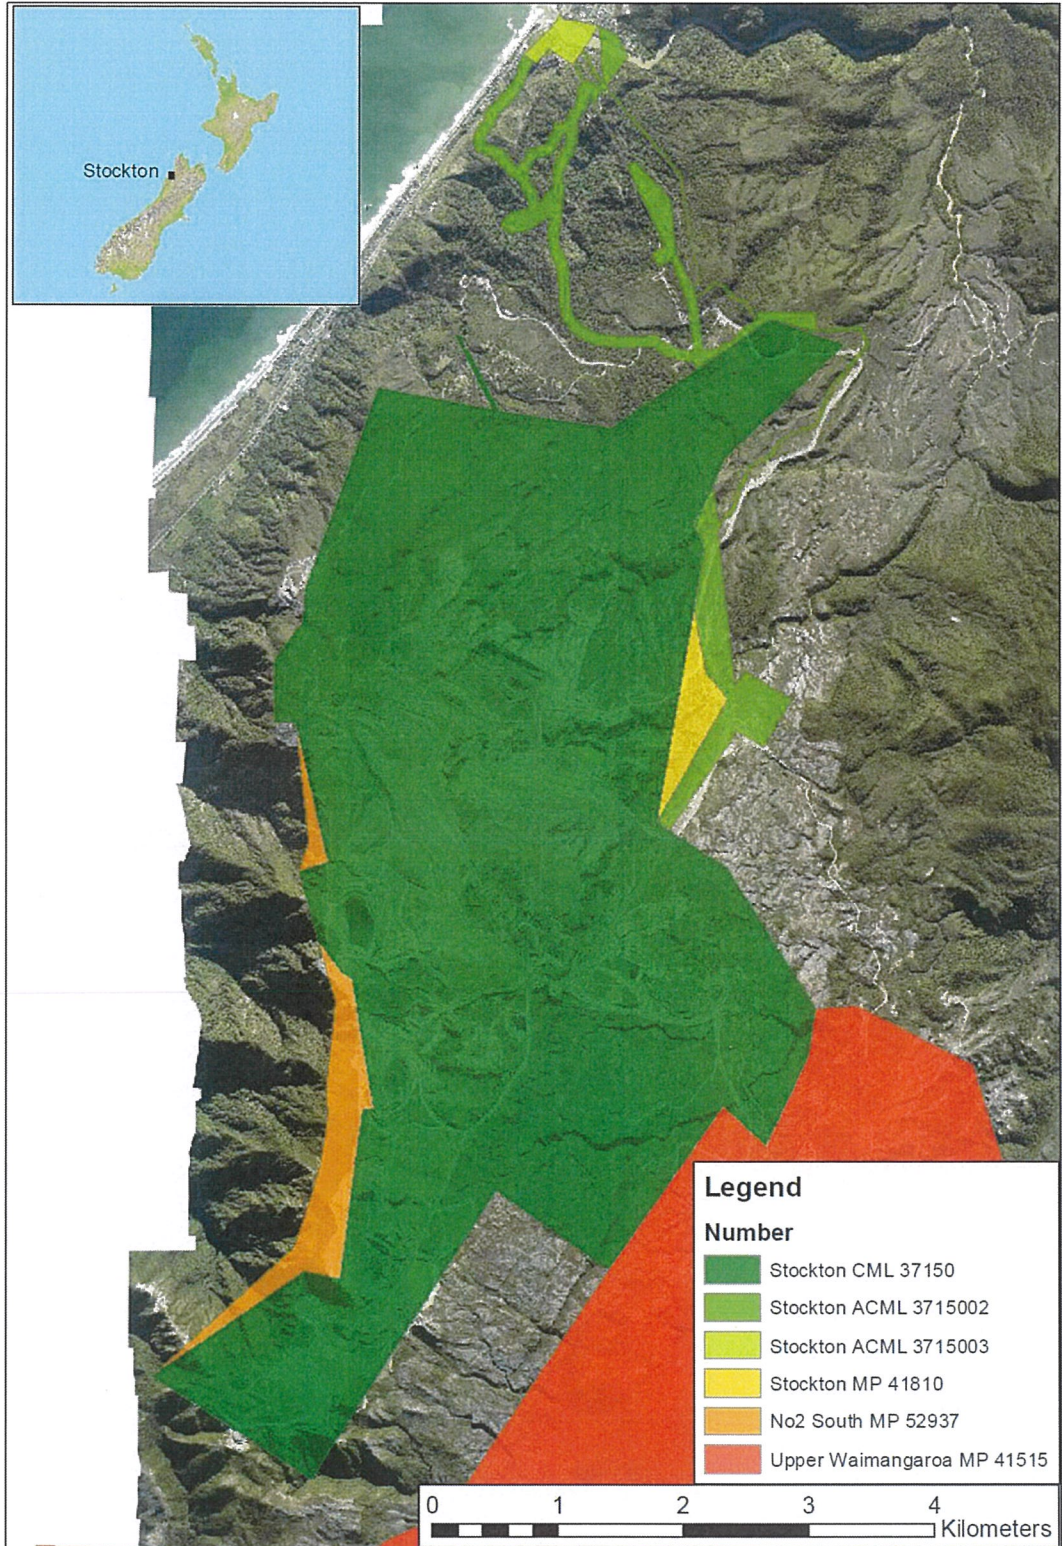 Stockton
Legend
Number
Stockton CML 37150
Stockton ACML 3715002
Stockton ACML 3715003
Stockton MP 41810
No2 South MP 52937
Upper Waimangaroa MP 41515
0 1 2 3 4
Kilometers